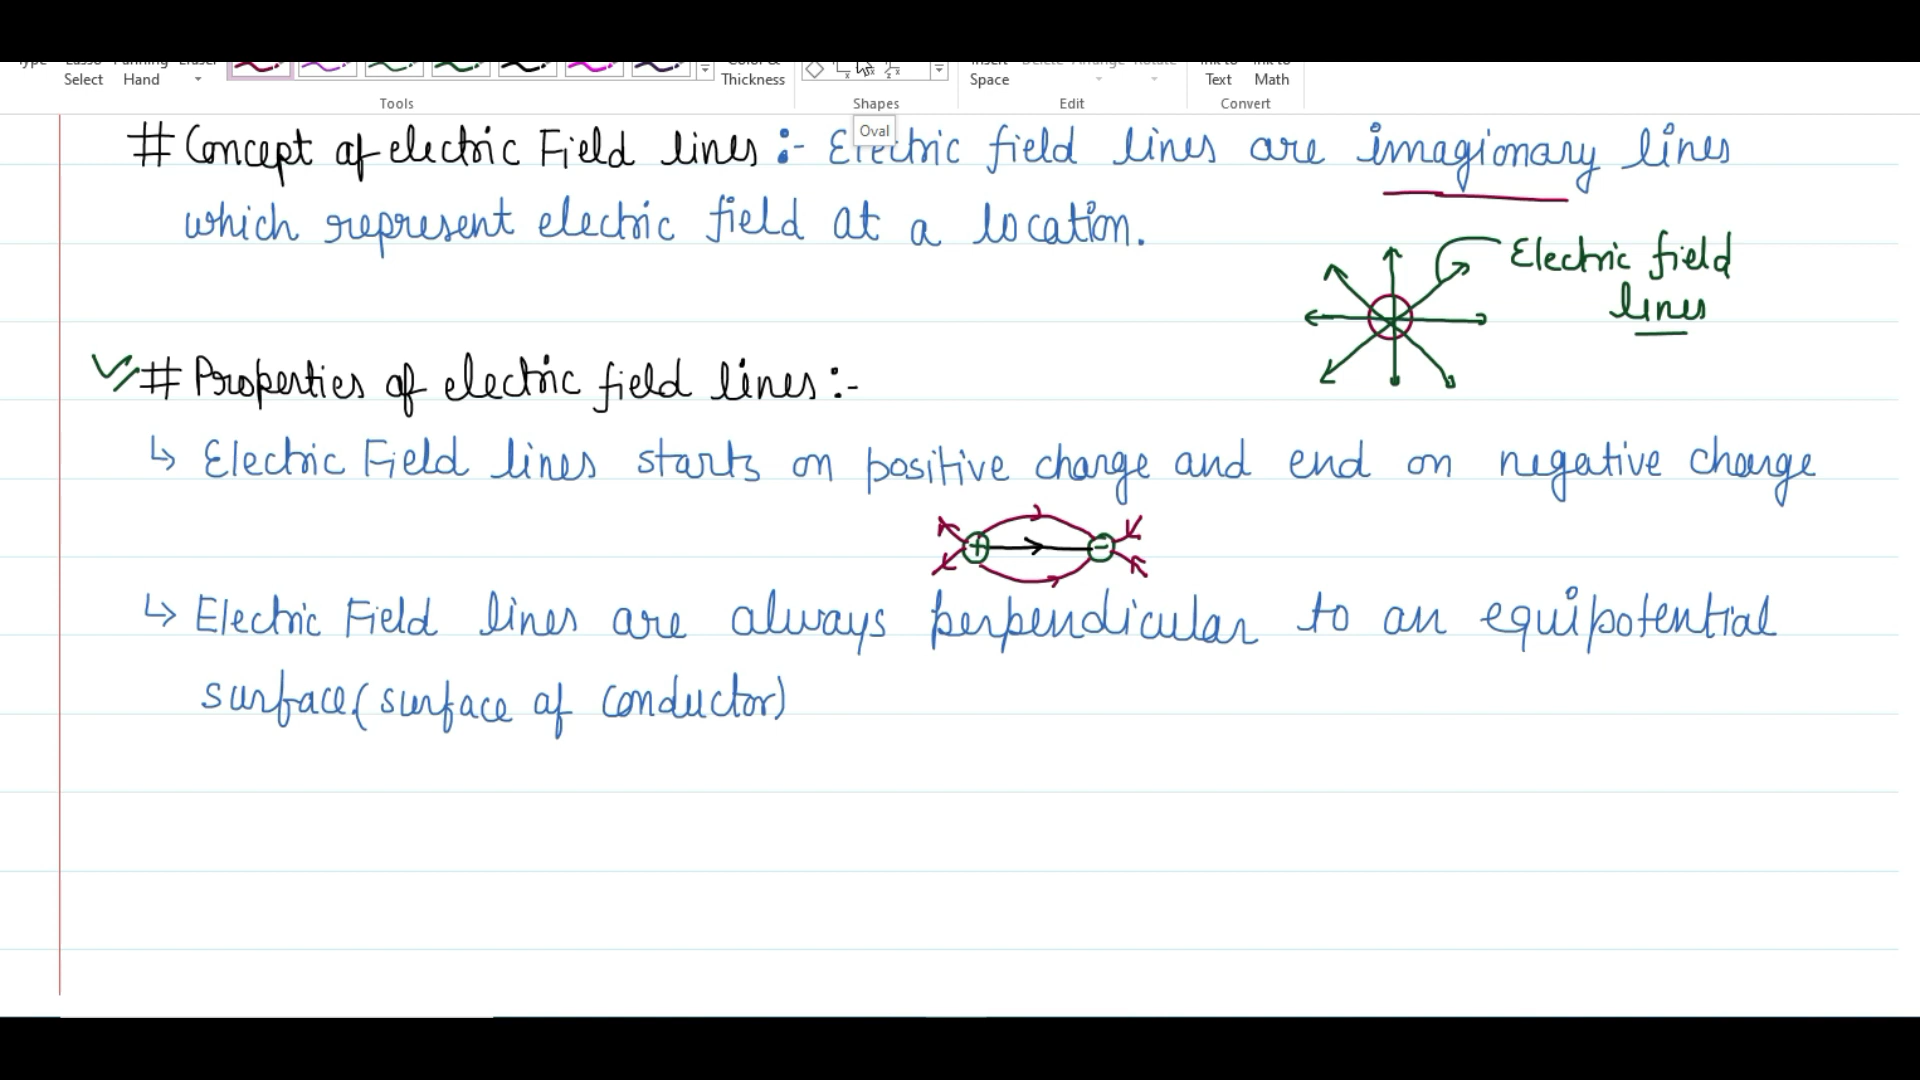 Select Hand Thickness Space Text Math
Tools Shapes Edit Convert
Oval
# Concept of electric Field lines :- Electric field lines are imagionary lines
which represent electric field at a location.
Electric field
lines
# Properties of electric field lines :-
↳ Electric Field lines starts on positive charge and end on negative charge
+ -
↳ Electric Field lines are always perpendicular to an equipotential
surface (surface of conductor)